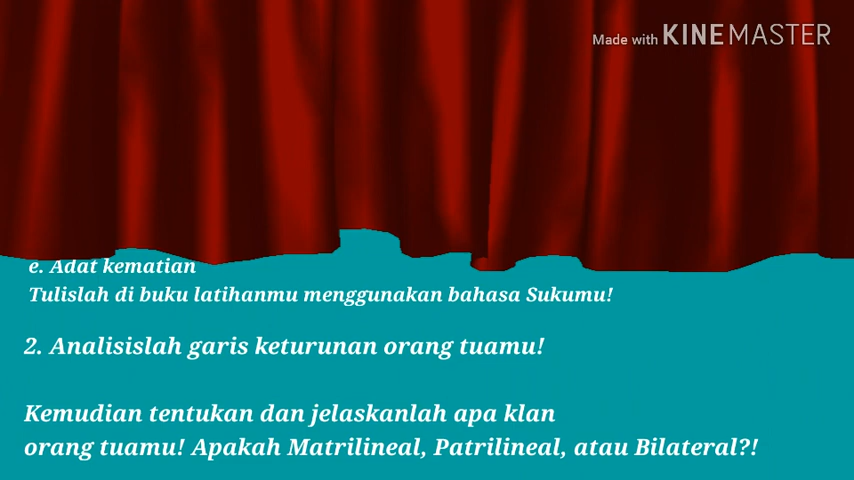 Made with KINEMASTER
e. Adat kematian
Tulislah di buku latihanmu menggunakan bahasa Sukumu!
2. Analisislah garis keturunan orang tuamu!
Kemudian tentukan dan jelaskanlah apa klan
orang tuamu! Apakah Matrilineal, Patrilineal, atau Bilateral?!